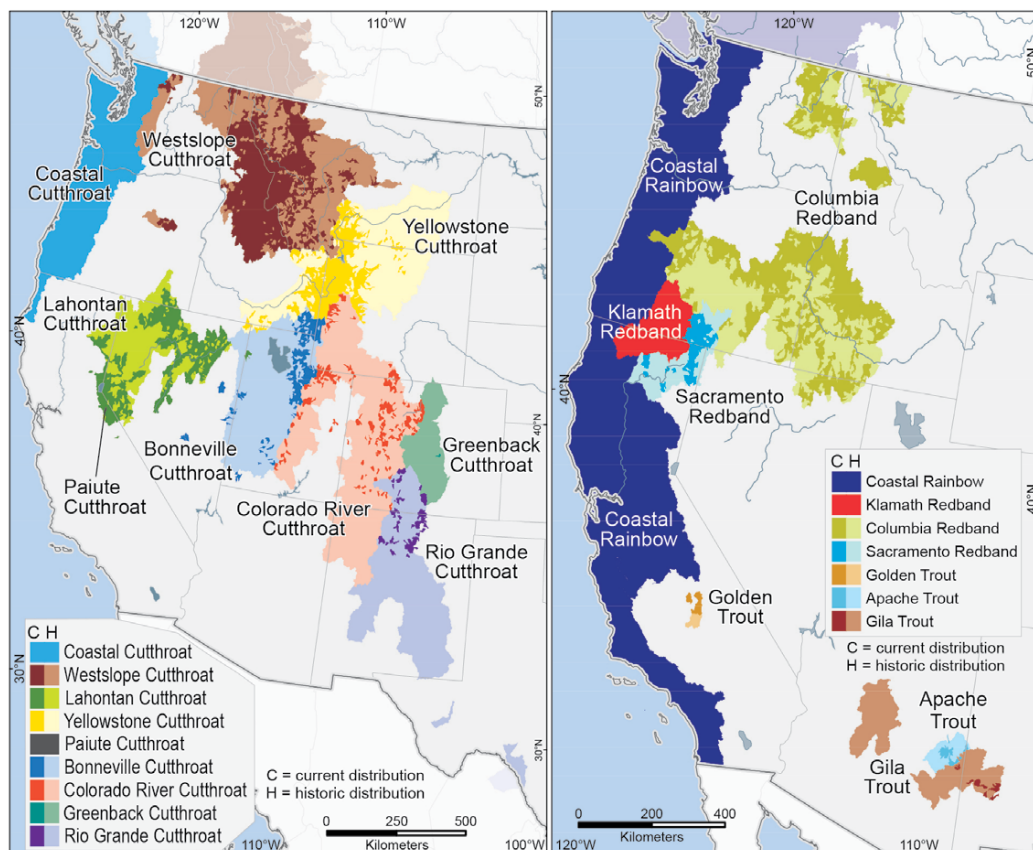 120°W
110°W
50°N
Westslope
Cutthroat
Coastal
Cutthroat
Yellowstone
Cutthroat
Lahontan
Cutthroat
40°N
40°N
Bonneville
Cutthroat
Greenback
Cutthroat
Paiute
Cutthroat
Colorado River
Cutthroat
Rio Grande
Cutthroat
30°N
30°N
C H
Coastal Cutthroat
Westslope Cutthroat
Lahontan Cutthroat
Yellowstone Cutthroat
Paiute Cutthroat
Bonneville Cutthroat
Colorado River Cutthroat
Greenback Cutthroat
Rio Grande Cutthroat
C = current distribution
H = historic distribution
0 250 500
Kilometers
110°W
100°W
120°W
50°N
Coastal
Rainbow
Columbia
Redband
Klamath
Redband
40°N
Sacramento
Redband
C H
Coastal Rainbow
Klamath Redband
Columbia Redband
Sacramento Redband
Golden Trout
Apache Trout
Gila Trout
40°N
Coastal
Rainbow
Golden
Trout
C = current distribution
H = historic distribution
Apache
Trout
Gila
Trout
0 200 400
Kilometers
120°W
110°W